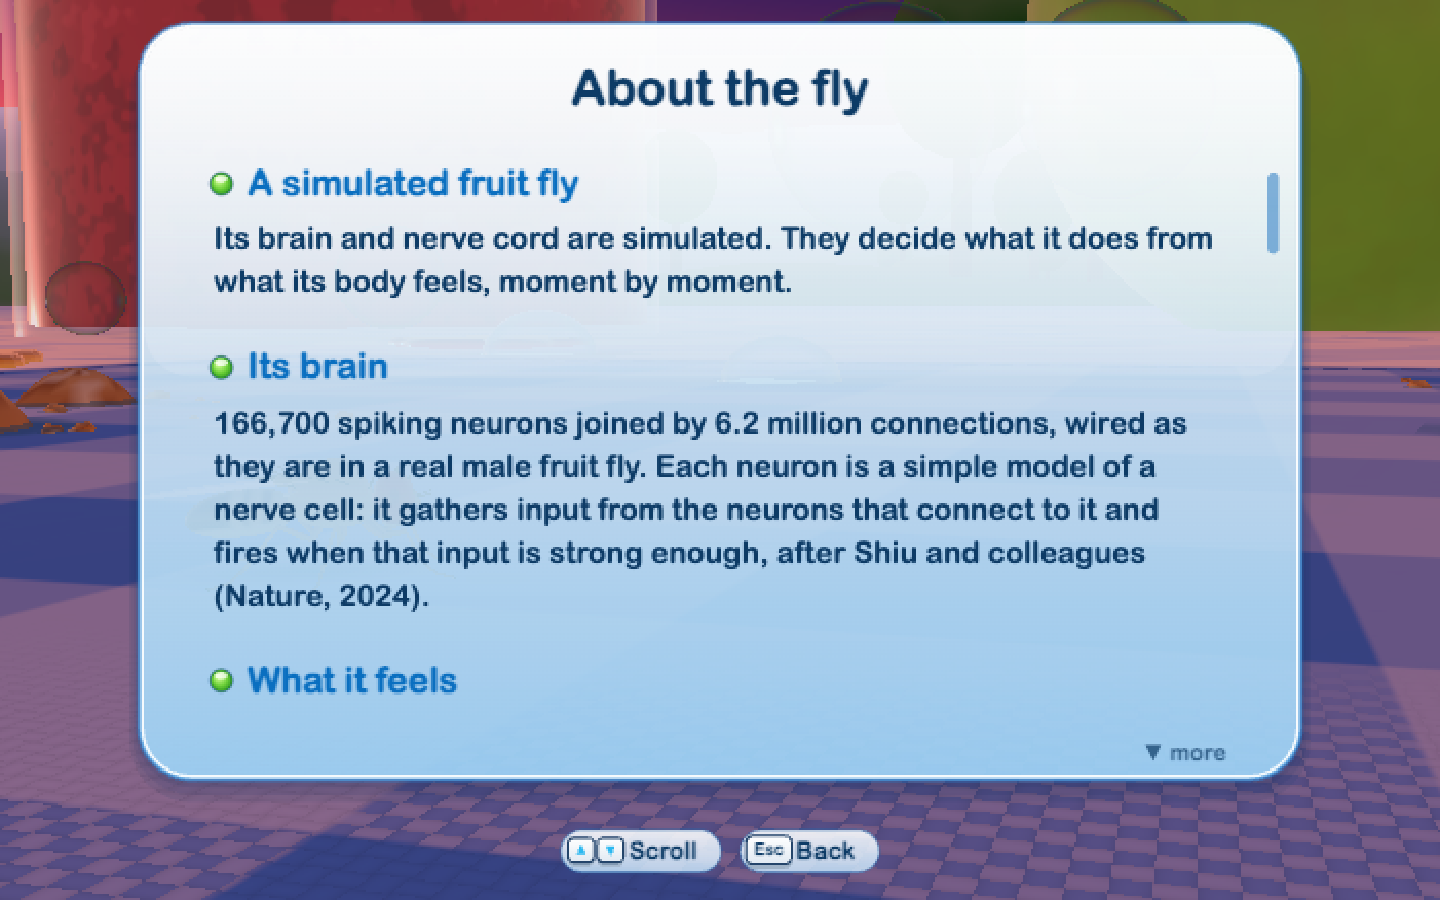 About the fly
A simulated fruit fly
Its brain and nerve cord are simulated. They decide what it does from
what its body feels, moment by moment.
Its brain
166,700 spiking neurons joined by 6.2 million connections, wired as
they are in a real male fruit fly. Each neuron is a simple model of a
nerve cell: it gathers input from the neurons that connect to it and
fires when that input is strong enough, after Shiu and colleagues
(Nature, 2024).
What it feels
▼ more
▲ ▼ Scroll
Esc Back